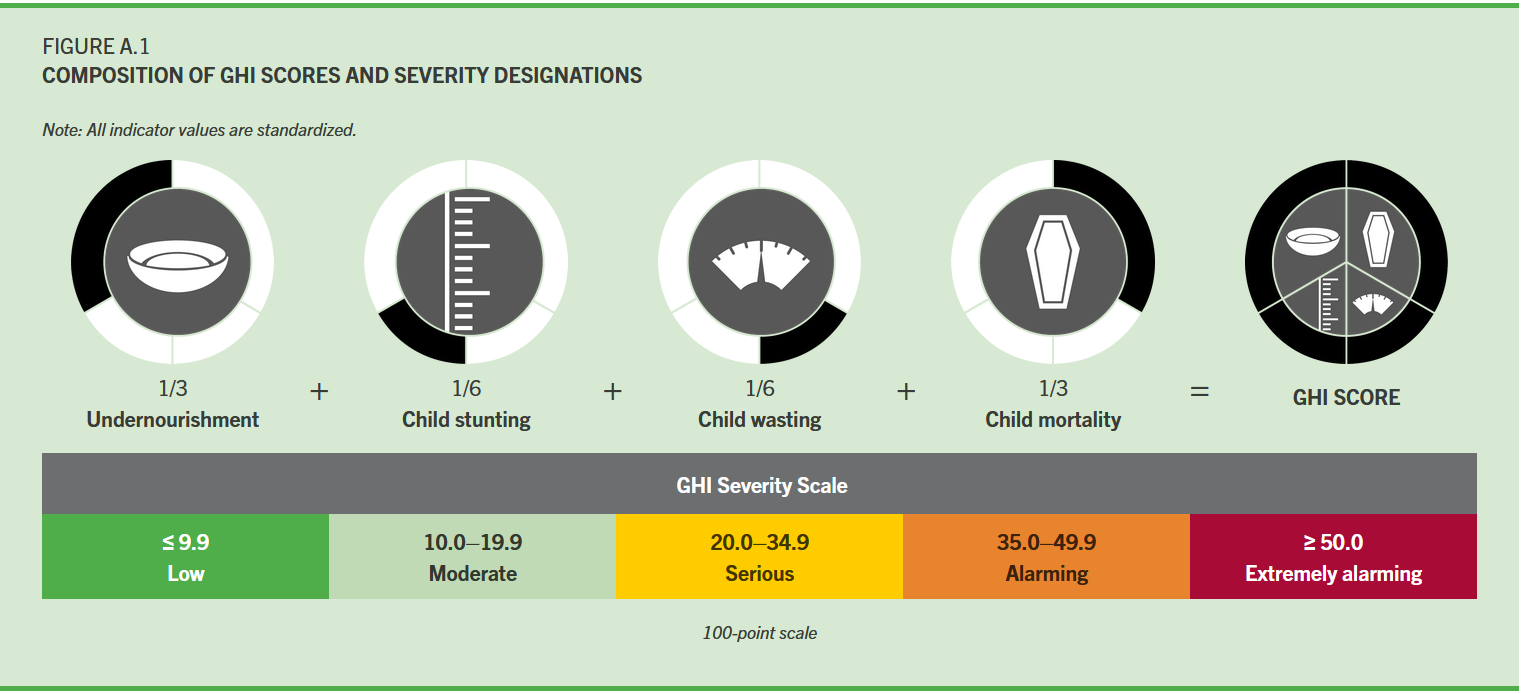 FIGURE A.1
COMPOSITION OF GHI SCORES AND SEVERITY DESIGNATIONS
Note: All indicator values are standardized.
1/3 + 1/6 + 1/6 + 1/3 = GHI SCORE
Undernourishment Child stunting Child wasting Child mortality
GHI Severity Scale
≤ 9.9 10.0–19.9 20.0–34.9 35.0–49.9 ≥ 50.0
Low Moderate Serious Alarming Extremely alarming
100-point scale